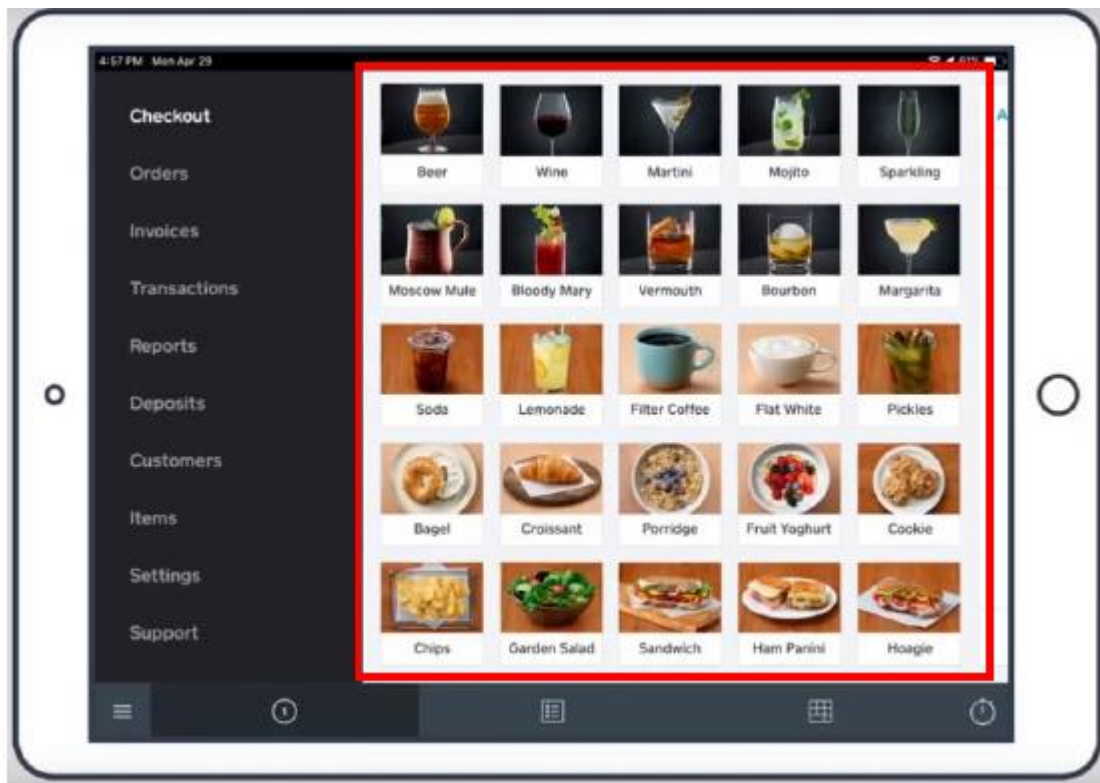 4:57 PM Mon Apr 29
61%
Checkout
Orders
Invoices
Transactions
Reports
Deposits
Customers
Items
Settings
Support
Beer Wine Martini Mojito Sparkling
Moscow Mule Bloody Mary Vermouth Bourbon Margarita
Soda Lemonade Filter Coffee Flat White Pickles
Bagel Croissant Porridge Fruit Yoghurt Cookie
Chips Garden Salad Sandwich Ham Panini Hoagie
A